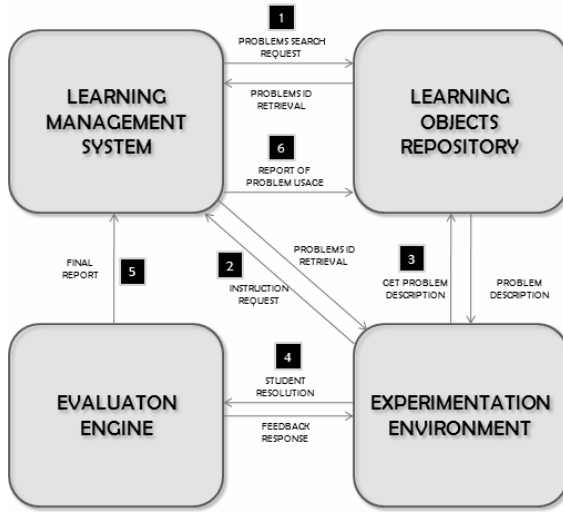 1
PROBLEMS SEARCH
REQUEST
LEARNING
MANAGEMENT
SYSTEM
PROBLEMS ID
RETRIEVAL
LEARNING
OBJECTS
REPOSITORY
6
REPORT OF
PROBLEM USAGE
FINAL
REPORT
5
2
PROBLEMS ID
RETRIEVAL
INSTRUCTION
REQUEST
3
GET PROBLEM
DESCRIPTION
PROBLEM
DESCRIPTION
4
STUDENT
RESOLUTION
EVALUATON
ENGINE
FEEDBACK
RESPONSE
EXPERIMENTATION
ENVIRONMENT